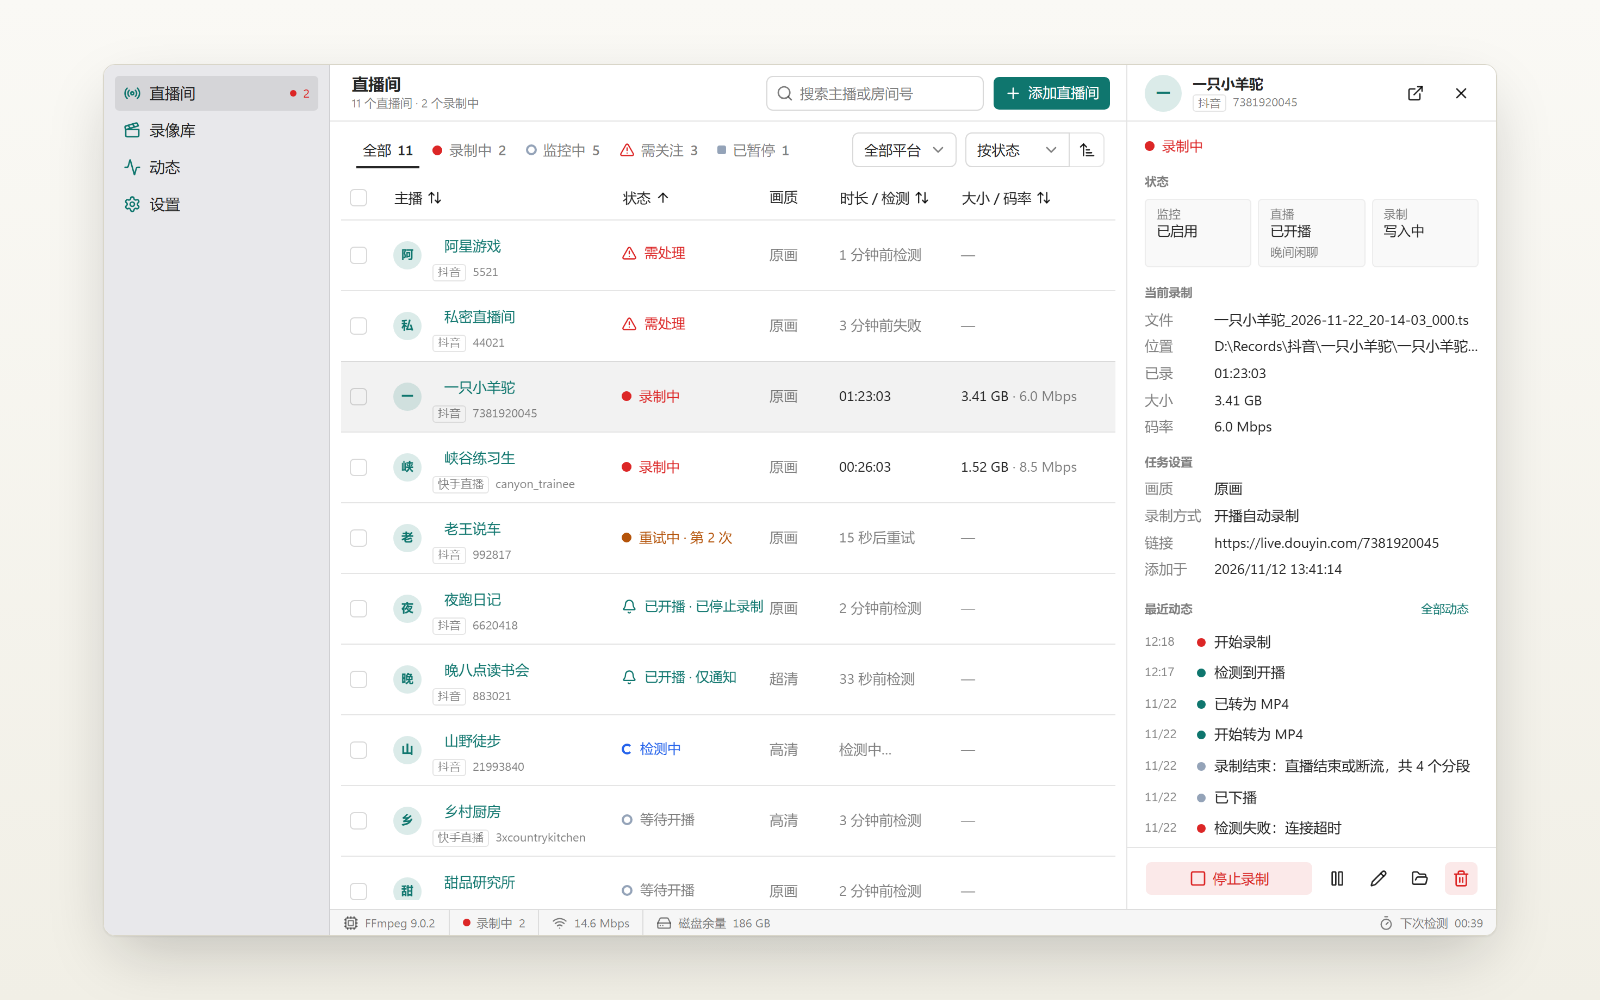 直播间
2
录像库
动态
设置
直播间
11 个直播间 · 2 个录制中
搜索主播或房间号
添加直播间
全部 11
录制中 2
监控中 5
需关注 3
已暂停 1
全部平台
按状态
主播
状态
画质
时长 / 检测
大小 / 码率
阿
阿星游戏
抖音 5521
需处理
原画
1 分钟前检测
—
私
私密直播间
抖音 44021
需处理
原画
3 分钟前失败
—
一
一只小羊驼
抖音 7381920045
录制中
原画
01:23:03
3.41 GB · 6.0 Mbps
峡
峡谷练习生
快手直播 canyon_trainee
录制中
原画
00:26:03
1.52 GB · 8.5 Mbps
老
老王说车
抖音 992817
重试中 · 第 2 次
原画
15 秒后重试
—
夜
夜跑日记
抖音 6620418
已开播 · 已停止录制
原画
2 分钟前检测
—
晚
晚八点读书会
抖音 883021
已开播 · 仅通知
超清
33 秒前检测
—
山
山野徒步
抖音 21993840
检测中
高清
检测中...
—
乡
乡村厨房
快手直播 3xcountrykitchen
等待开播
高清
3 分钟前检测
—
甜
甜品研究所
等待开播
原画
2 分钟前检测
—
FFmpeg 9.0.2
录制中 2
14.6 Mbps
磁盘余量 186 GB
下次检测 00:39
一
一只小羊驼
抖音 7381920045
录制中
状态
监控
已启用
直播
已开播
晚间闲聊
录制
写入中
当前录制
文件 一只小羊驼_2026-11-22_20-14-03_000.ts
位置 D:\Records\抖音\一只小羊驼\一只小羊驼...
已录 01:23:03
大小 3.41 GB
码率 6.0 Mbps
任务设置
画质 原画
录制方式 开播自动录制
链接 https://live.douyin.com/7381920045
添加于 2026/11/12 13:41:14
最近动态
全部动态
12:18 开始录制
12:17 检测到开播
11/22 已转为 MP4
11/22 开始转为 MP4
11/22 录制结束：直播结束或断流，共 4 个分段
11/22 已下播
11/22 检测失败：连接超时
停止录制